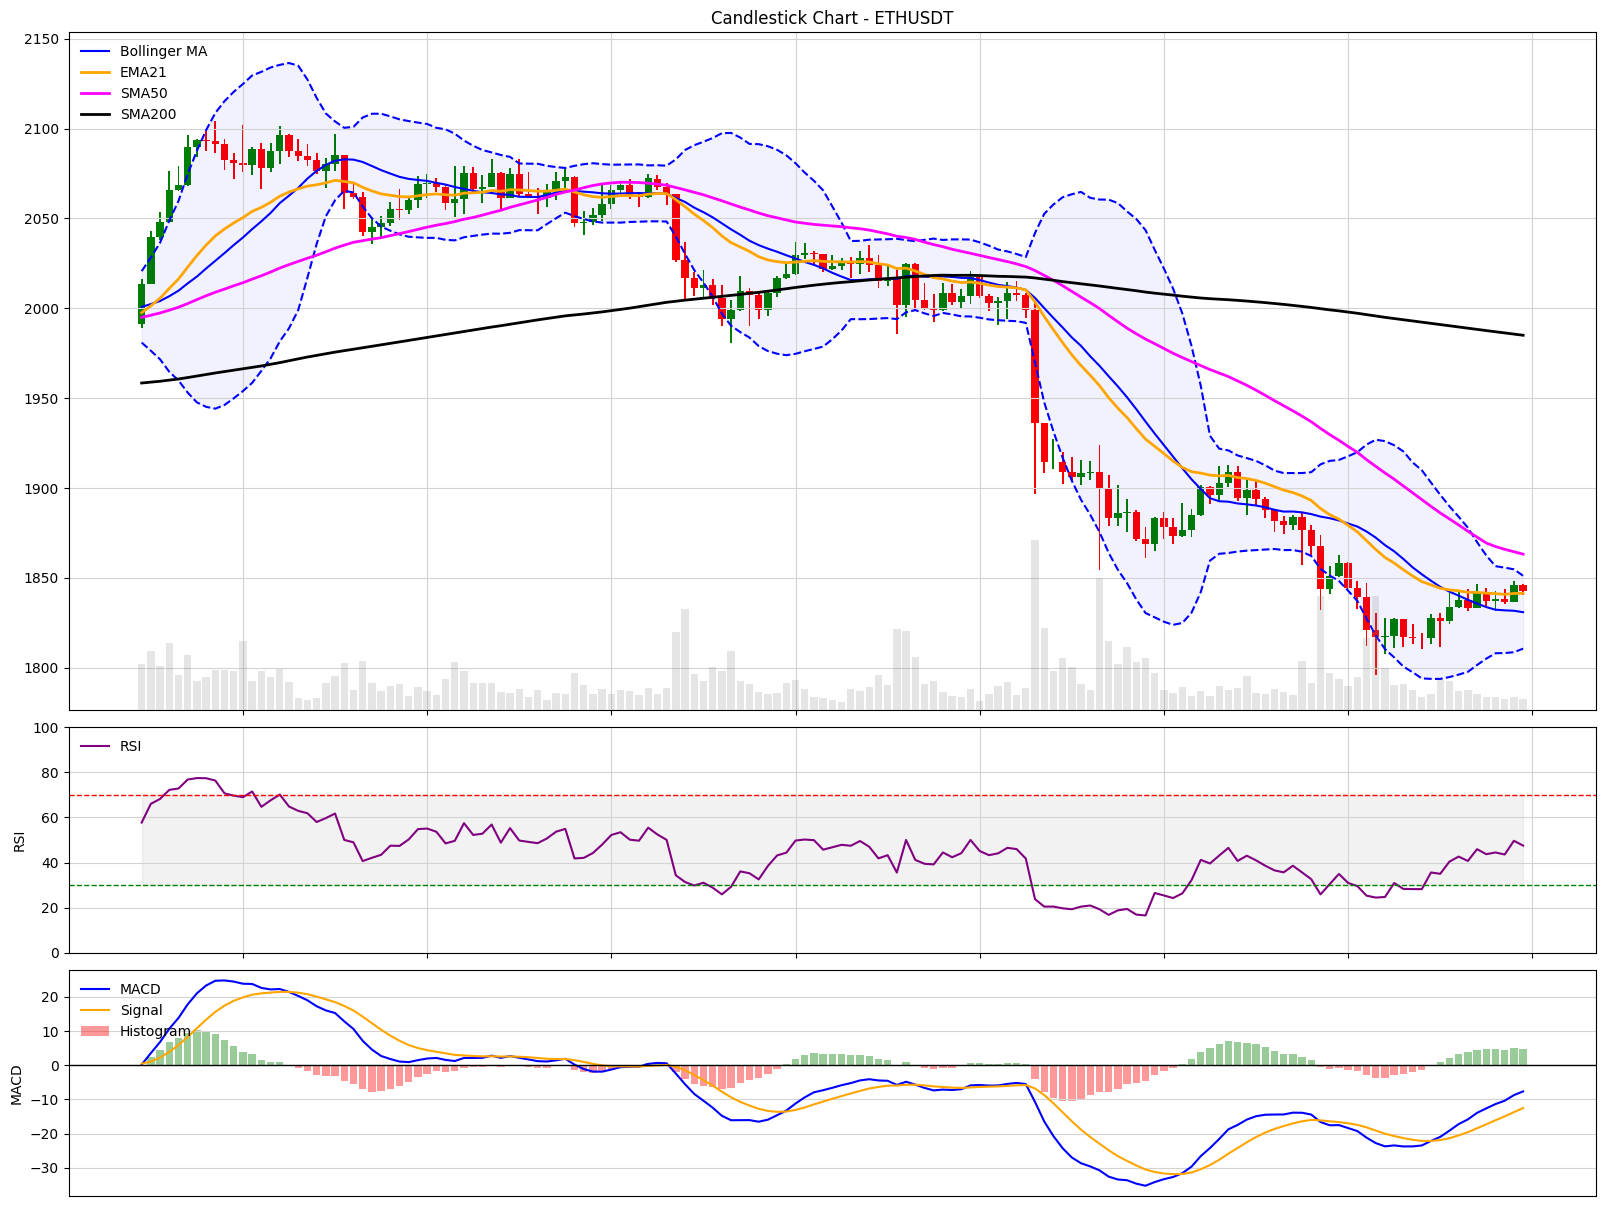 Candlestick Chart - ETHUSDT
2150
2100
2050
2000
1950
1900
1850
1800
Bollinger MA
EMA21
SMA50
SMA200
100
80
60
40
20
0
RSI
RSI
20
10
0
−10
−20
−30
MACD
MACD
Signal
Histogram